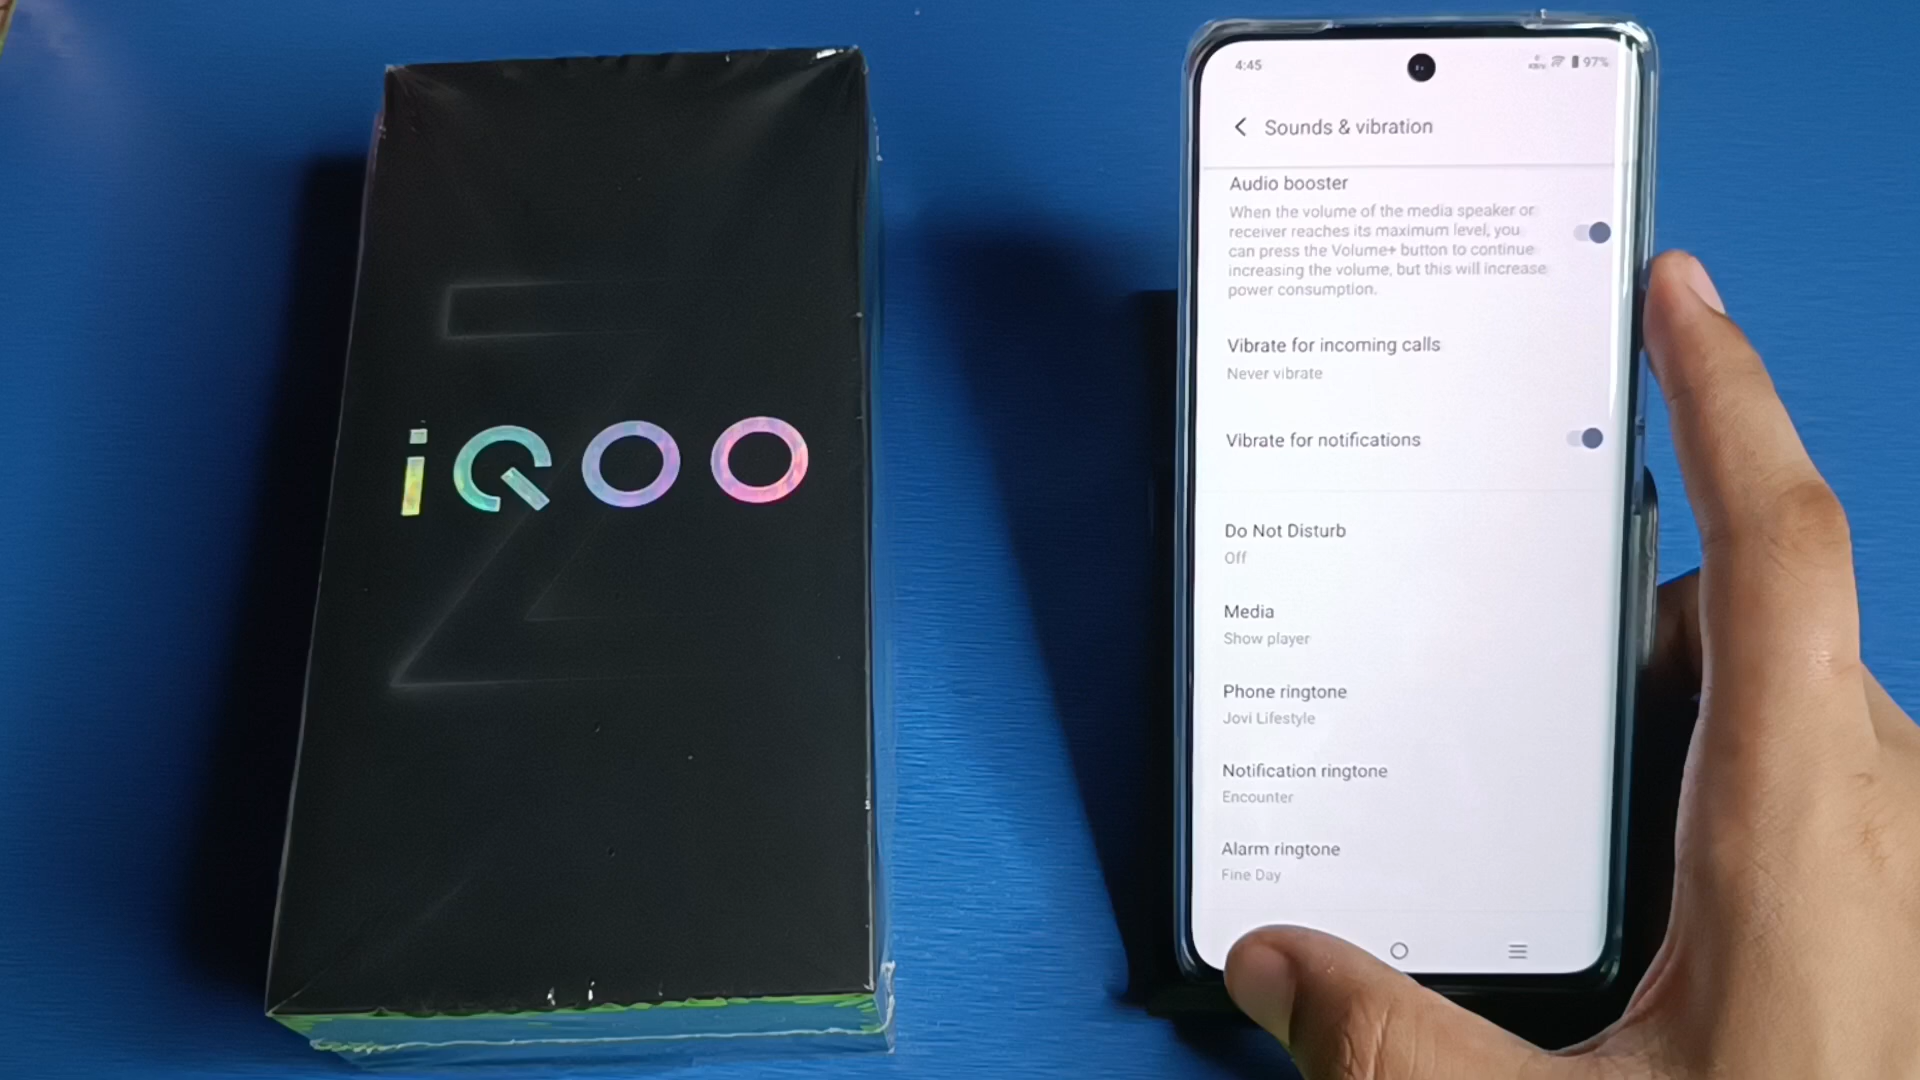 iQOO
4:45
97%
Sounds & vibration
Audio booster
When the volume of the media speaker or
receiver reaches its maximum level, you
can press the Volume+ button to continue
increasing the volume, but this will increase
power consumption.
Vibrate for incoming calls
Never vibrate
Vibrate for notifications
Do Not Disturb
Off
Media
Show player
Phone ringtone
Jovi Lifestyle
Notification ringtone
Encounter
Alarm ringtone
Fine Day